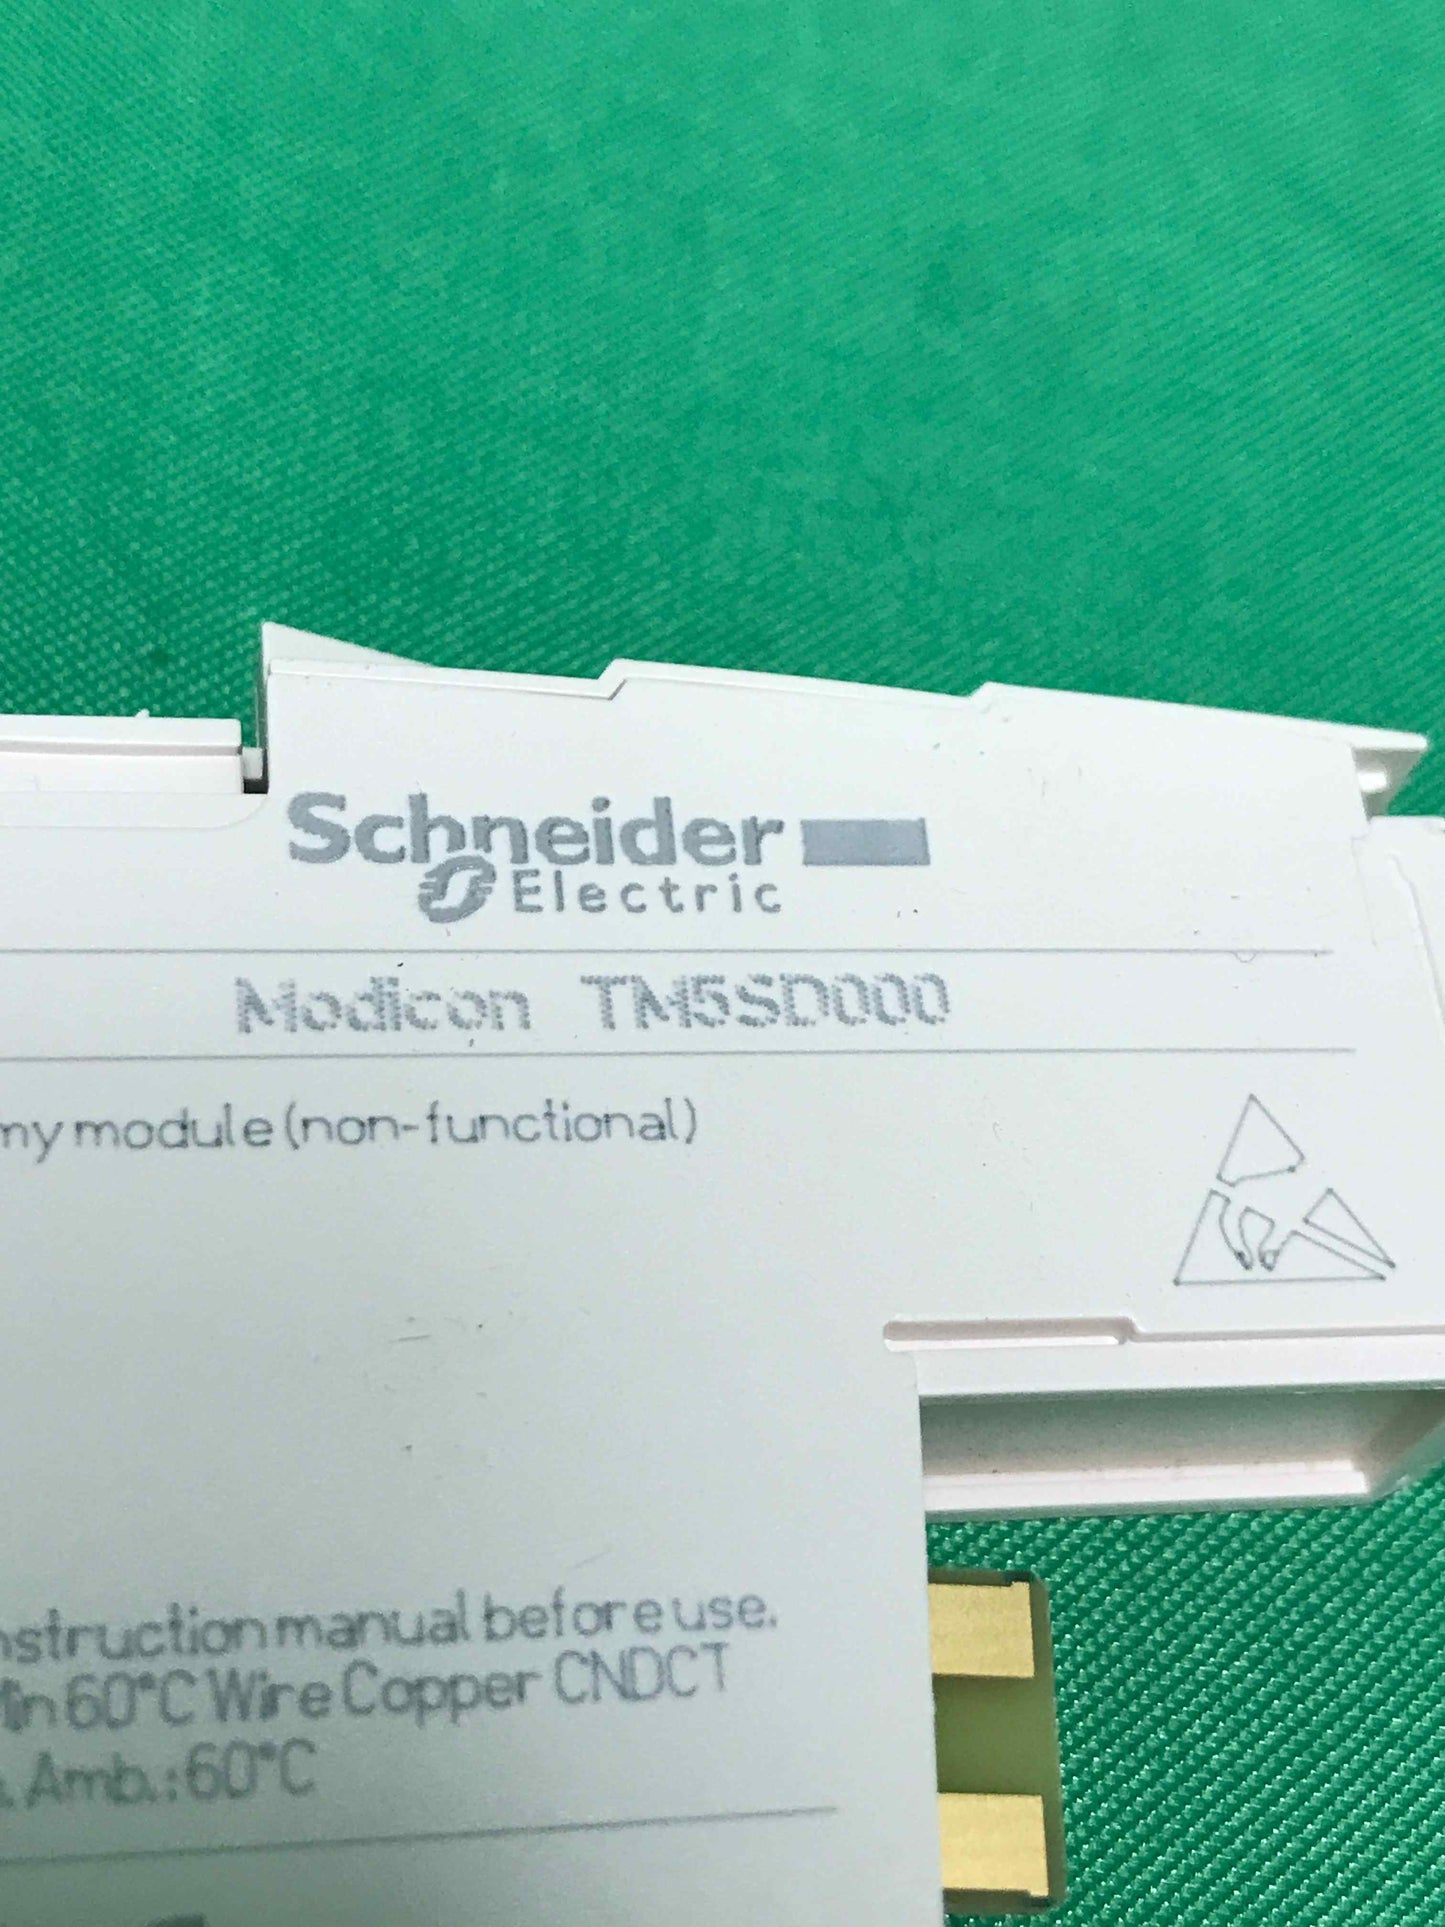 Schneider
Electric
Modicon TM5SD000
my module (non-functional)
nstruction manual before use.
Min 60°C Wire Copper CNDCT
. Amb.:60°C